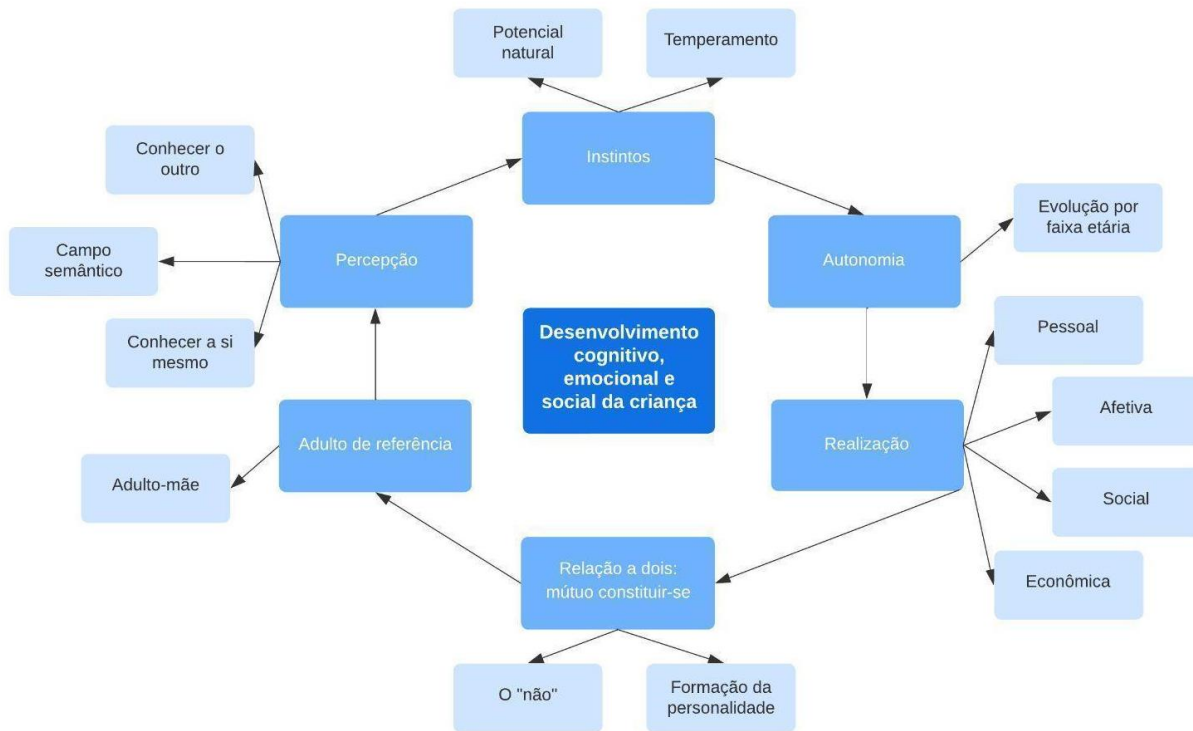 Potencial
natural
Temperamento
Instintos
Conhecer o
outro
Campo
semântico
Conhecer a si
mesmo
Percepção
Autonomia
Evolução por
faixa etária
Desenvolvimento
cognitivo,
emocional e
social da criança
Pessoal
Afetiva
Social
Econômica
Adulto de referência
Realização
Adulto-mãe
Relação a dois:
mútuo constituir-se
O "não"
Formação da
personalidade